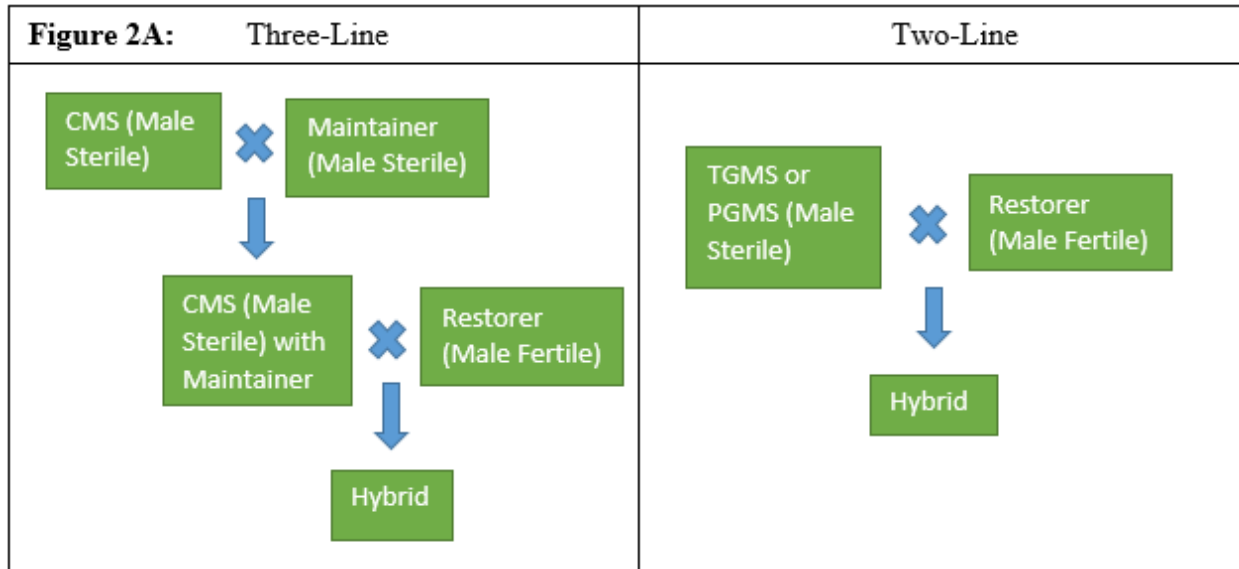 Figure 2A: Three-Line
Two-Line
CMS (Male
Sterile)
Maintainer
(Male Sterile)
CMS (Male
Sterile) with
Maintainer
Restorer
(Male Fertile)
Hybrid
TGMS or
PGMS (Male
Sterile)
Restorer
(Male Fertile)
Hybrid